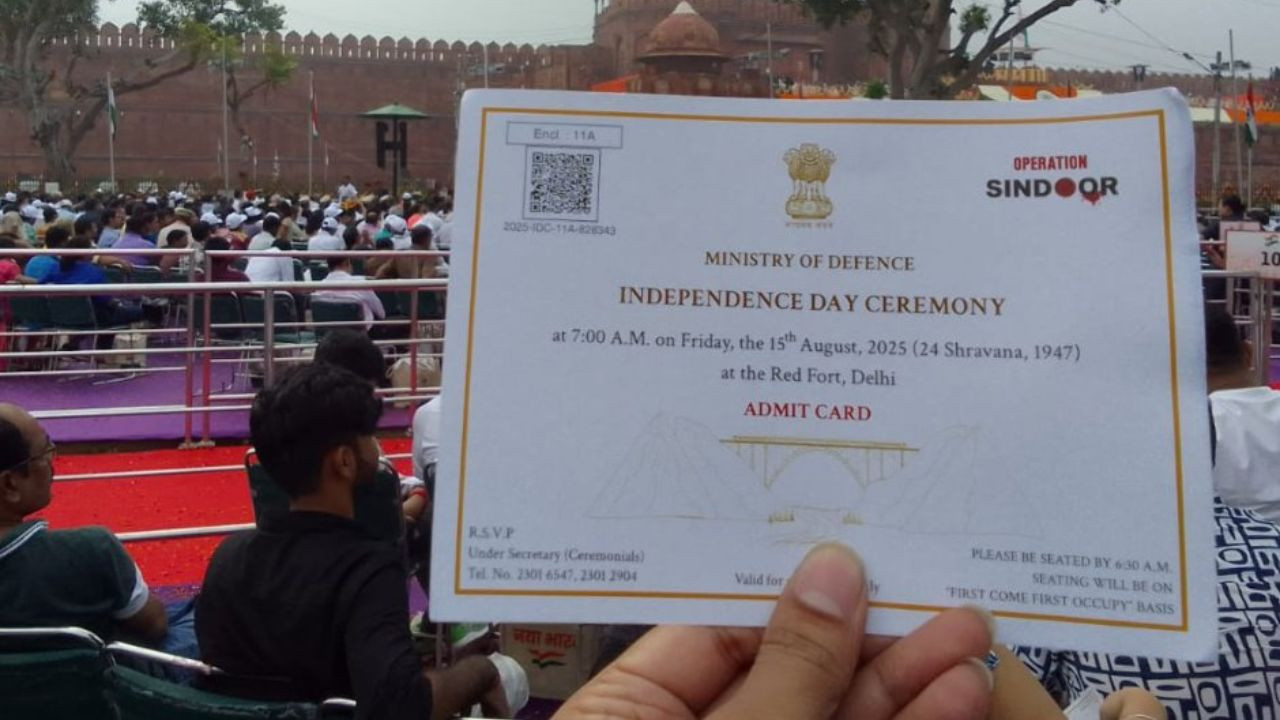 Encl : 11A
2025-IDC-11A-828343
OPERATION
SINDOOR
MINISTRY OF DEFENCE
INDEPENDENCE DAY CEREMONY
at 7:00 A.M. on Friday, the 15th August, 2025 (24 Shravana, 1947)
at the Red Fort, Delhi
ADMIT CARD
R.S.V.P
Under Secretary (Ceremonials)
Tel. No. 2301 6547, 2301 2904
Valid for
PLEASE BE SEATED BY 6:30 A.M.
SEATING WILL BE ON
"FIRST COME FIRST OCCUPY" BASIS
H
10
नया भारत